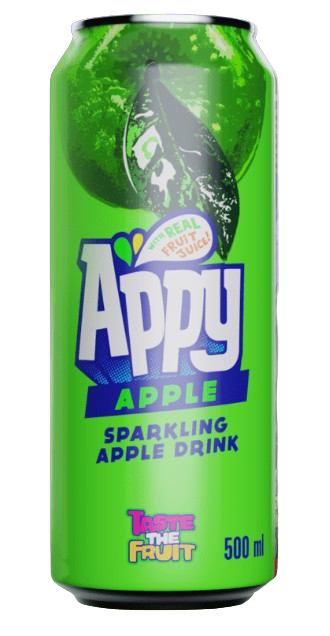 WITH REAL
FRUIT
JUICE!
APPY
APPLE
SPARKLING
APPLE DRINK
TASTE
THE
FRUIT
500 ml